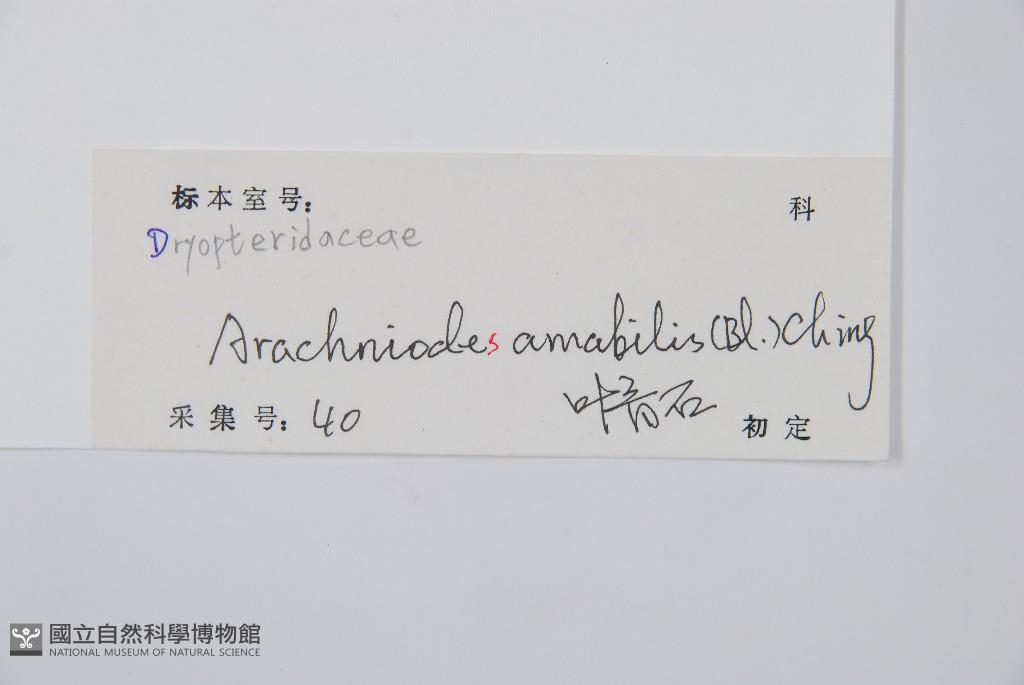 标本室号： 科
Dryopteridaceae
Arachniodes amabilis (Bl.) Ching
采集号：40 叶 石 初定
國立自然科學博物館
NATIONAL MUSEUM OF NATURAL SCIENCE